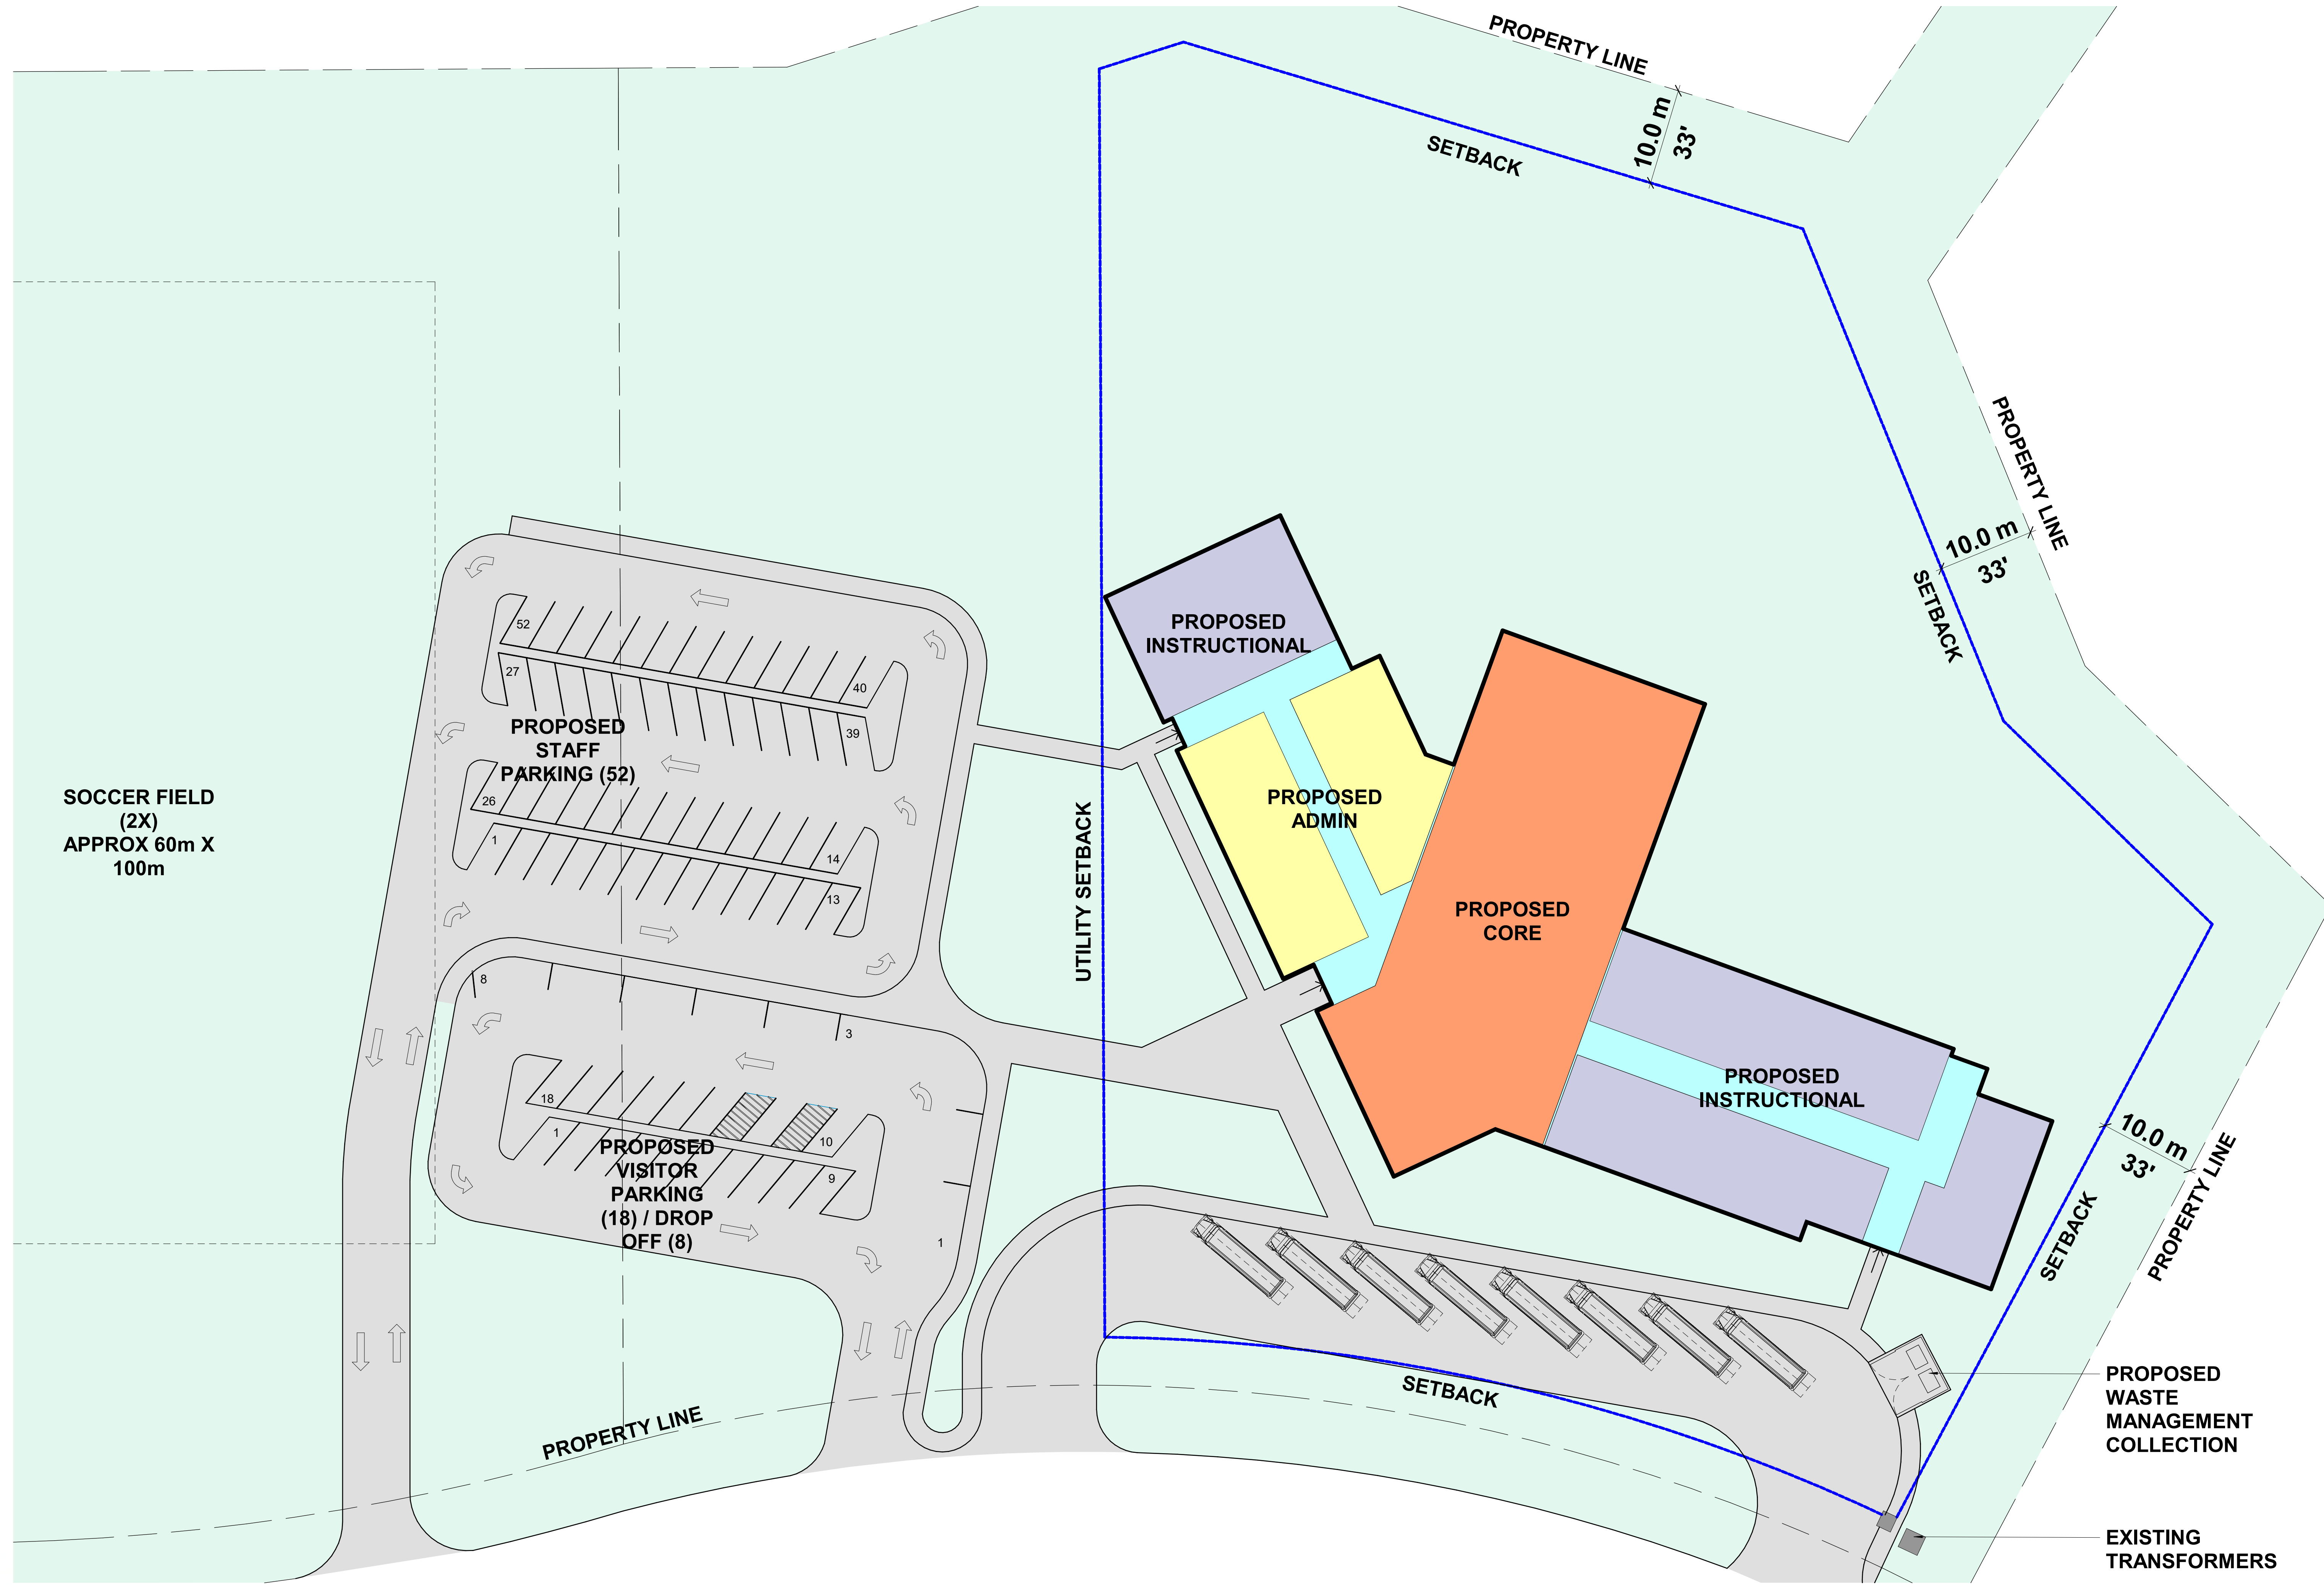 PROPERTY LINE
10.0 m
33'
SETBACK
PROPERTY LINE
10.0 m
33'
SETBACK
PROPOSED
INSTRUCTIONAL
52
40
27
39
PROPOSED
STAFF
PARKING (52)
26
14
1
13
SOCCER FIELD
(2X)
APPROX 60m X
100m
UTILITY SETBACK
PROPOSED
ADMIN
PROPOSED
CORE
8
3
18
10
1
9
1
PROPOSED
VISITOR
PARKING
(18) / DROP
OFF (8)
PROPOSED
INSTRUCTIONAL
10.0 m
33'
SETBACK
PROPERTY LINE
SETBACK
PROPERTY LINE
PROPOSED
WASTE
MANAGEMENT
COLLECTION
EXISTING
TRANSFORMERS